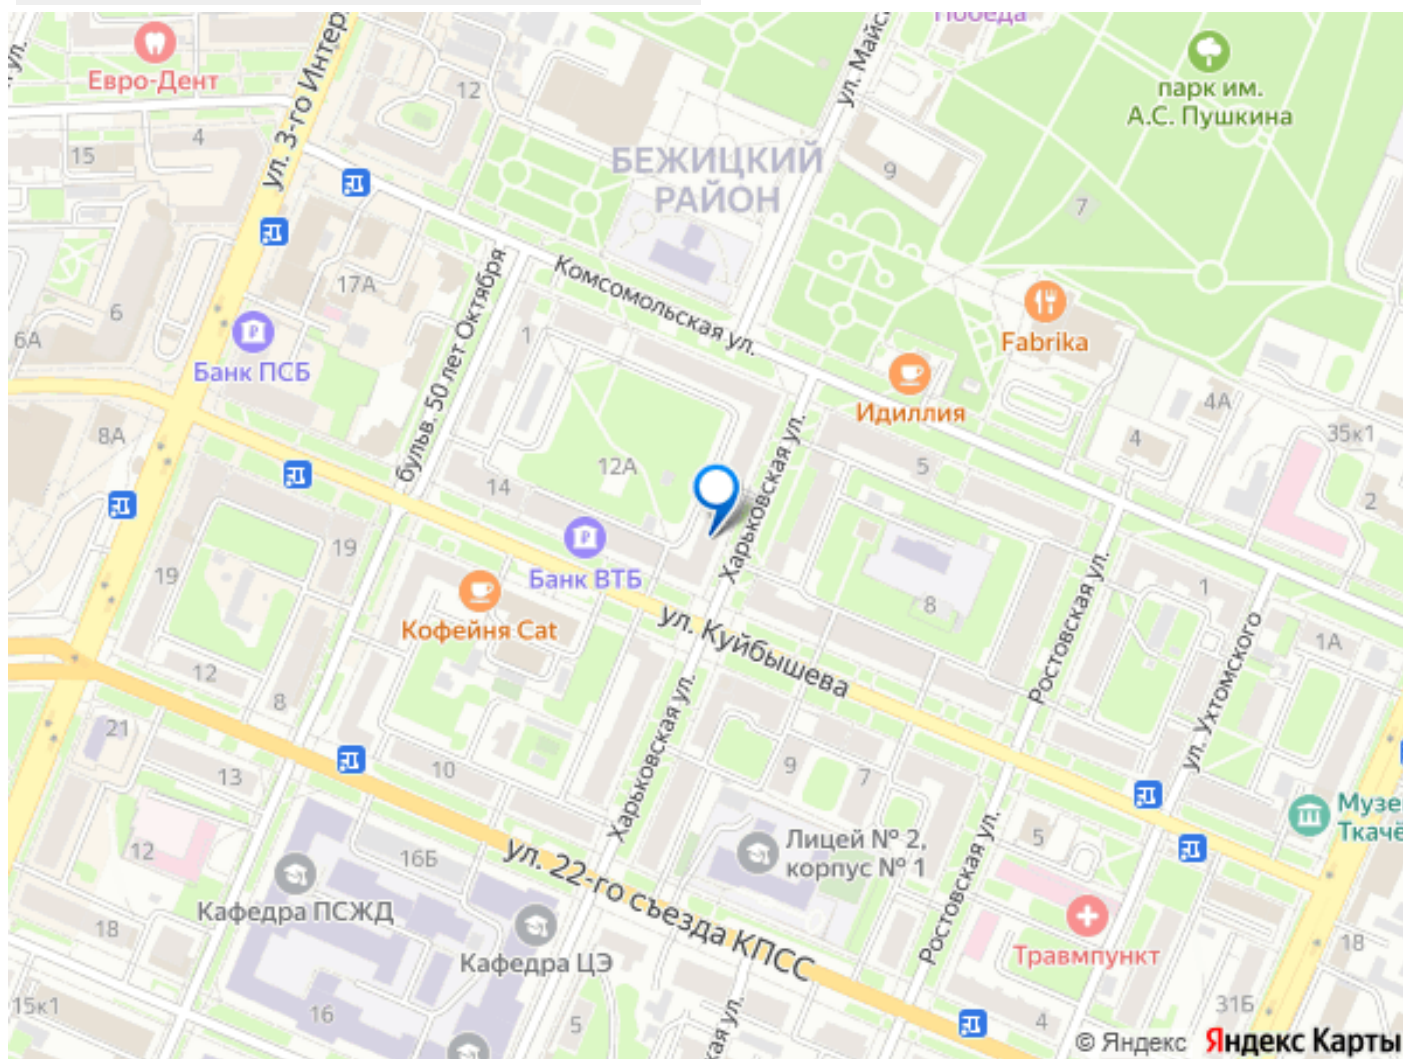 Победа
ул. Майск
ул.
Евро-Дент
ул. 3-го Интер
12
парк им.
А.С. Пушкина
4
15
БЕЖИЦКИЙ
РАЙОН
9
7
Комсомольская ул.
17А
бульв. 50 лет Октября
6
6А
1
Fabrika
Банк ПСБ
Идиллия
4А
8А
4
35к1
5
12А
14
2
Харьковская ул.
19
19
Банк ВТБ
8
1
Кофейня Cat
ул. Куйбышева
Ростовская ул.
ул. Ухтомского
1А
12
8
21
Харьковская ул.
13
10
9
7
Музе
Ткачё
5
Лицей № 2,
корпус № 1
12
16Б
ул. 22-го съезда КПСС
Ростовская ул.
Кафедра ПСЖД
18
Кафедра ЦЭ
Травмпункт
18
15к1
16
5
кая ул.
4
31Б
© Яндекс Яндекс Карты